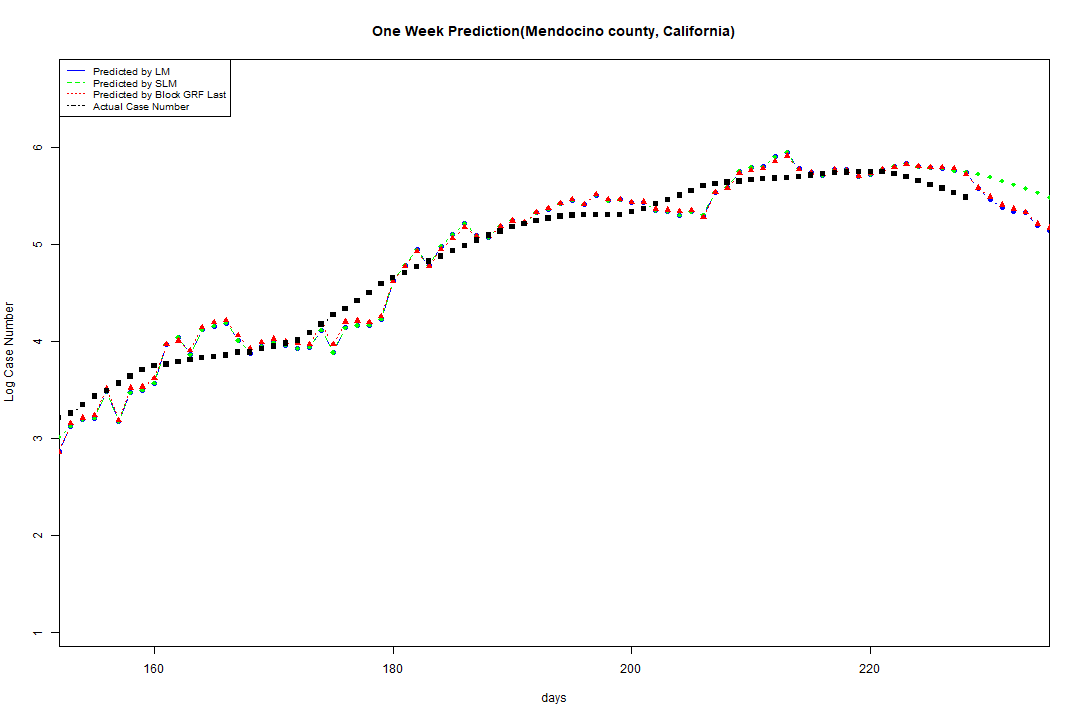 One Week Prediction(Mendocino county, California)
Predicted by LM
Predicted by SLM
Predicted by Block GRF Last
Actual Case Number
6
5
4
3
2
1
Log Case Number
160 180 200 220
days